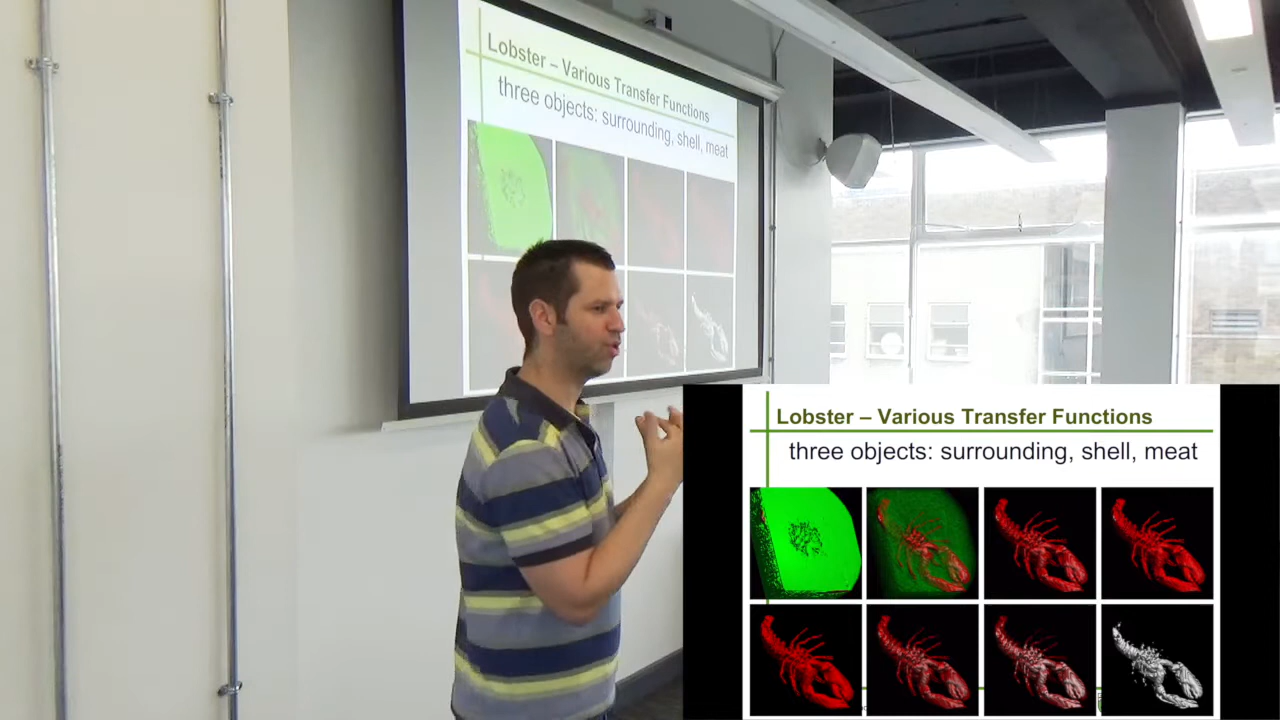 Lobster – Various Transfer Functions
three objects: surrounding, shell, meat
Lobster – Various Transfer Functions
three objects: surrounding, shell, meat